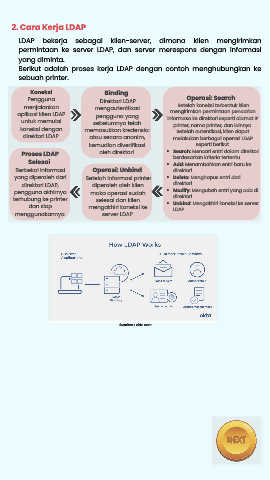 2. Cara Kerja LDAP
LDAP bekerja sebagai klien-server, dimana klien mengirimkan
permintaan ke server LDAP, dan server merespons dengan informasi
yang diminta.
Berikut adalah proses kerja LDAP dengan contoh menghubungkan ke
sebuah printer.
Koneksi
Pengguna
menjalankan
aplikasi klien LDAP
untuk memulai
koneksi dengan
direktori LDAP
Binding
Direktori LDAP
mengautentikasi
pengguna yang
sebelumnya telah
memasukkan kredensial
atau secara anonim,
kemudian diverifikasi
oleh direktori
Operasi: Search
Setelah koneksi terbentuk klien
mengirimkan permintaan pencarian
informasi ke direktori seperti alamat IP
printer, nama printer, dan lainnya
setelah autentikasi, klien dapat
melakukan berbagai operasi LDAP
seperti berikut
Search: Mencari entri dalam direktori
berdasarkan kriteria tertentu
Add: Menambahkan entri baru ke
direktori
Delete: Menghapus entri dari
direktori
Modify: Mengubah entri yang ada di
direktori
Unbind: Mengakhiri koneksi ke server
LDAP
Operasi: Unbind
Setelah informasi printer
diperoleh oleh klien
maka operasi sudah
selesai dan klien
mengakhiri koneksi ke
server LDAP
Proses LDAP
Selesai
Berbekal informasi
yang diperoleh dari
direktori LDAP,
pengguna akhirnya
terhubung ke printer
dan siap
menggunakannya.
How LDAP Works
Applications
LDAP
okta
NEXT